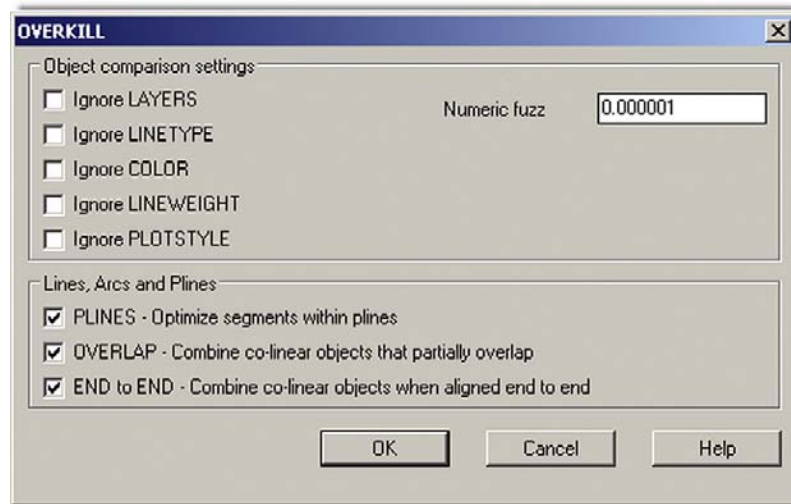 OVERKILL
Object comparison settings
Ignore LAYERS
Numeric fuzz 0.000001
Ignore LINETYPE
Ignore COLOR
Ignore LINEWEIGHT
Ignore PLOTSTYLE
Lines, Arcs and Plines
PLINES - Optimize segments within plines
OVERLAP - Combine co-linear objects that partially overlap
END to END - Combine co-linear objects when aligned end to end
OK Cancel Help